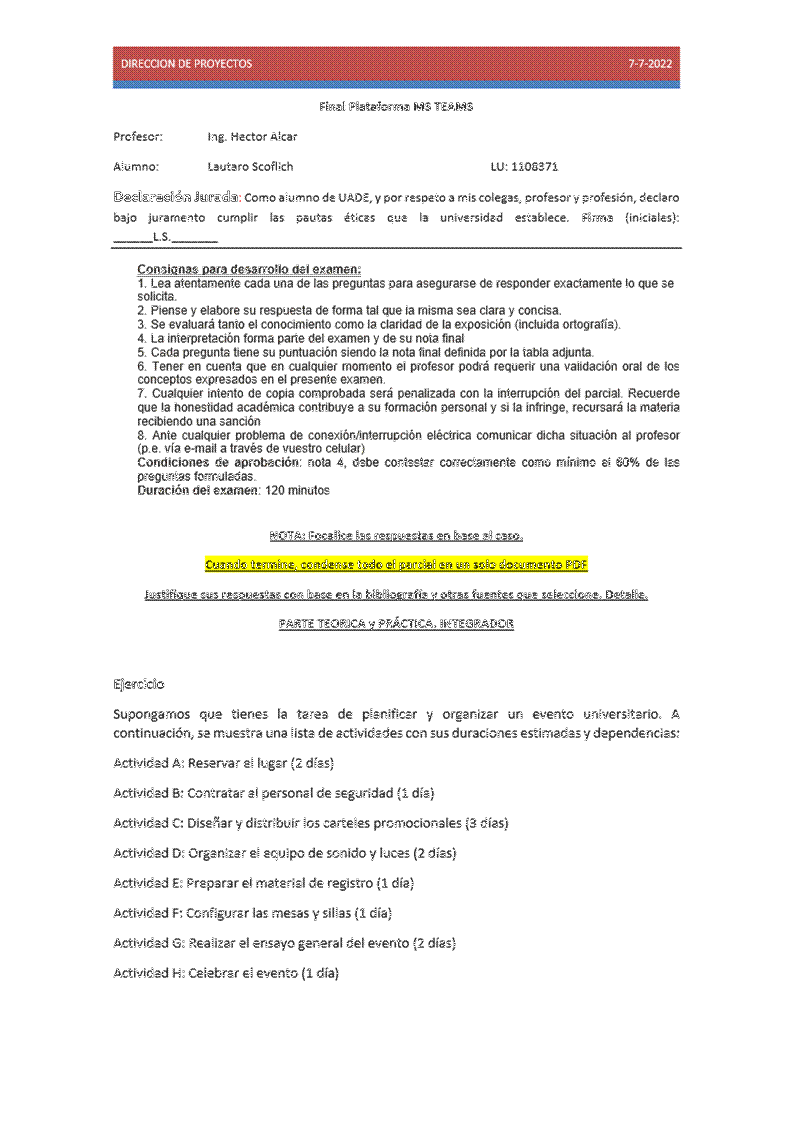 DIRECCION DE PROYECTOS 7-7-2022
Final Plataforma MS TEAMS
Profesor: Ing. Hector Alcar
Alumno: Lautaro Scoflich LU: 1108371
Declaración Jurada: Como alumno de UADE, y por respeto a mis colegas, profesor y profesión, declaro
bajo juramento cumplir las pautas éticas que la universidad establece. Firma (iniciales):
______L.S._______
Consignas para desarrollo del examen:
1. Lea atentamente cada una de las preguntas para asegurarse de responder exactamente lo que se
solicita.
2. Piense y elabore su respuesta de forma tal que la misma sea clara y concisa.
3. Se evaluará tanto el conocimiento como la claridad de la exposición (incluida ortografía).
4. La interpretación forma parte del examen y de su nota final
5. Cada pregunta tiene su puntuación siendo la nota final definida por la tabla adjunta.
6. Tener en cuenta que en cualquier momento el profesor podrá requerir una validación oral de los
conceptos expresados en el presente examen.
7. Cualquier intento de copia comprobada será penalizada con la interrupción del parcial. Recuerde
que la honestidad académica contribuye a su formación personal y si la infringe, recursará la materia
recibiendo una sanción
8. Ante cualquier problema de conexión/interrupción eléctrica comunicar dicha situación al profesor
(p.e. vía e-mail a través de vuestro celular)
Condiciones de aprobación: nota 4, debe contestar correctamente como mínimo el 60% de las
preguntas formuladas.
Duración del examen: 120 minutos
NOTA: Focalice las respuestas en base al caso.
Cuando termine, condense todo el parcial en un solo documento PDF
Justifique sus respuestas con base en la bibliografía y otras fuentes que seleccione. Detalle.
PARTE TEORICA y PRÁCTICA. INTEGRADOR
Ejercicio
Supongamos que tienes la tarea de planificar y organizar un evento universitario. A
continuación, se muestra una lista de actividades con sus duraciones estimadas y dependencias:
Actividad A: Reservar el lugar (2 días)
Actividad B: Contratar al personal de seguridad (1 día)
Actividad C: Diseñar y distribuir los carteles promocionales (3 días)
Actividad D: Organizar el equipo de sonido y luces (2 días)
Actividad E: Preparar el material de registro (1 día)
Actividad F: Configurar las mesas y sillas (1 día)
Actividad G: Realizar el ensayo general del evento (2 días)
Actividad H: Celebrar el evento (1 día)